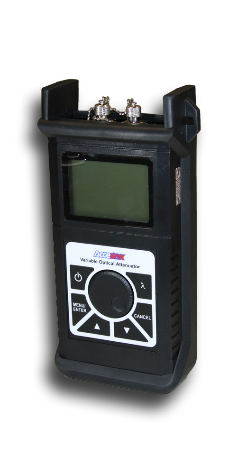 Variable Optical Attenuator
λ
MENU/
ENTER
CANCEL